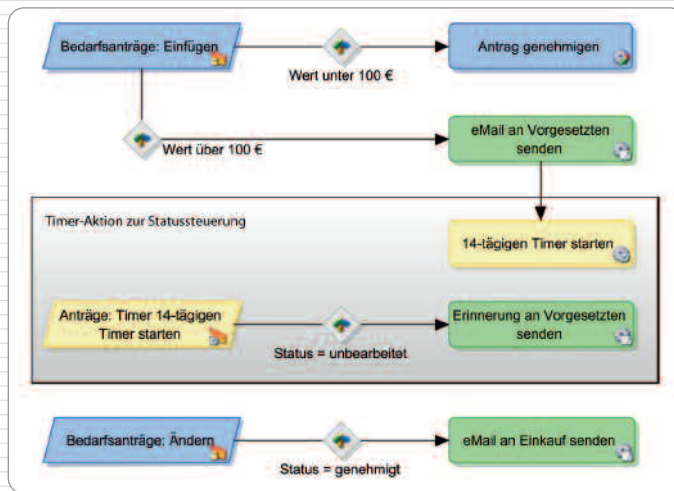 Bedarfsanträge: Einfügen
Wert unter 100 €
Antrag genehmigen
Wert über 100 €
eMail an Vorgesetzten
senden
Timer-Aktion zur Statussteuerung
14-tägigen Timer starten
Anträge: Timer 14-tägigen
Timer starten
Status = unbearbeitet
Erinnerung an Vorgesetzten
senden
Bedarfsanträge: Ändern
Status = genehmigt
eMail an Einkauf senden